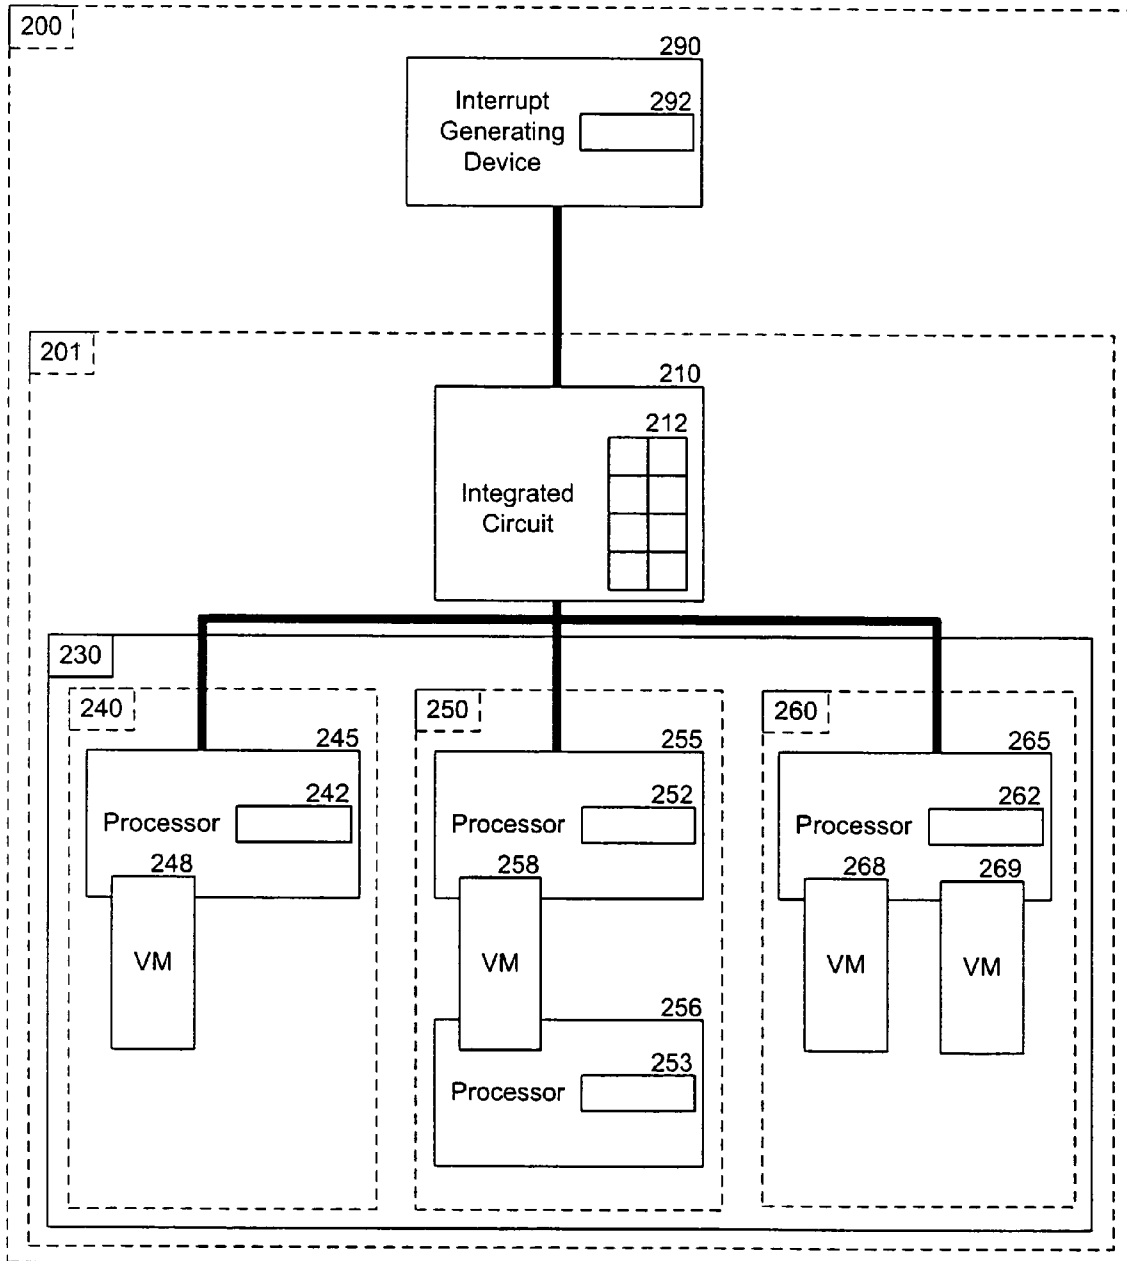 200
290
Interrupt
Generating
Device
292
201
210
212
Integrated
Circuit
230
240
250
260
245
255
265
Processor
242
Processor
252
Processor
262
248
258
268
269
VM
VM
VM
VM
256
Processor
253